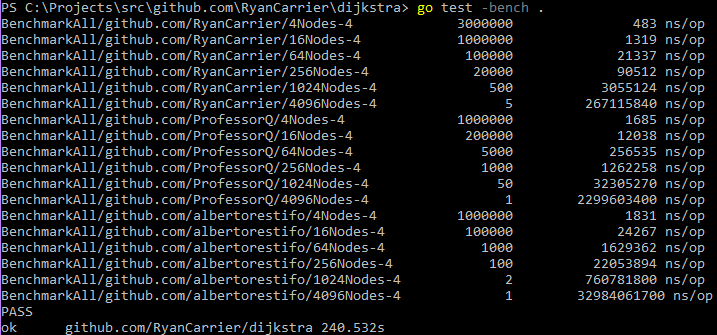 PS C:\Projects\src\github.com\RyanCarrier\dijkstra> go test -bench .
BenchmarkAll/github.com/RyanCarrier/4Nodes-4 3000000 483 ns/op
BenchmarkAll/github.com/RyanCarrier/16Nodes-4 1000000 1319 ns/op
BenchmarkAll/github.com/RyanCarrier/64Nodes-4 100000 21337 ns/op
BenchmarkAll/github.com/RyanCarrier/256Nodes-4 20000 90512 ns/op
BenchmarkAll/github.com/RyanCarrier/1024Nodes-4 500 3055124 ns/op
BenchmarkAll/github.com/RyanCarrier/4096Nodes-4 5 267115840 ns/op
BenchmarkAll/github.com/ProfessorQ/4Nodes-4 1000000 1685 ns/op
BenchmarkAll/github.com/ProfessorQ/16Nodes-4 200000 12038 ns/op
BenchmarkAll/github.com/ProfessorQ/64Nodes-4 5000 256535 ns/op
BenchmarkAll/github.com/ProfessorQ/256Nodes-4 1000 1262258 ns/op
BenchmarkAll/github.com/ProfessorQ/1024Nodes-4 50 32305270 ns/op
BenchmarkAll/github.com/ProfessorQ/4096Nodes-4 1 2299603400 ns/op
BenchmarkAll/github.com/albertorestifo/4Nodes-4 1000000 1831 ns/op
BenchmarkAll/github.com/albertorestifo/16Nodes-4 100000 24267 ns/op
BenchmarkAll/github.com/albertorestifo/64Nodes-4 1000 1629362 ns/op
BenchmarkAll/github.com/albertorestifo/256Nodes-4 100 22053894 ns/op
BenchmarkAll/github.com/albertorestifo/1024Nodes-4 2 760781800 ns/op
BenchmarkAll/github.com/albertorestifo/4096Nodes-4 1 32984061700 ns/op
PASS
ok github.com/RyanCarrier/dijkstra 240.532s